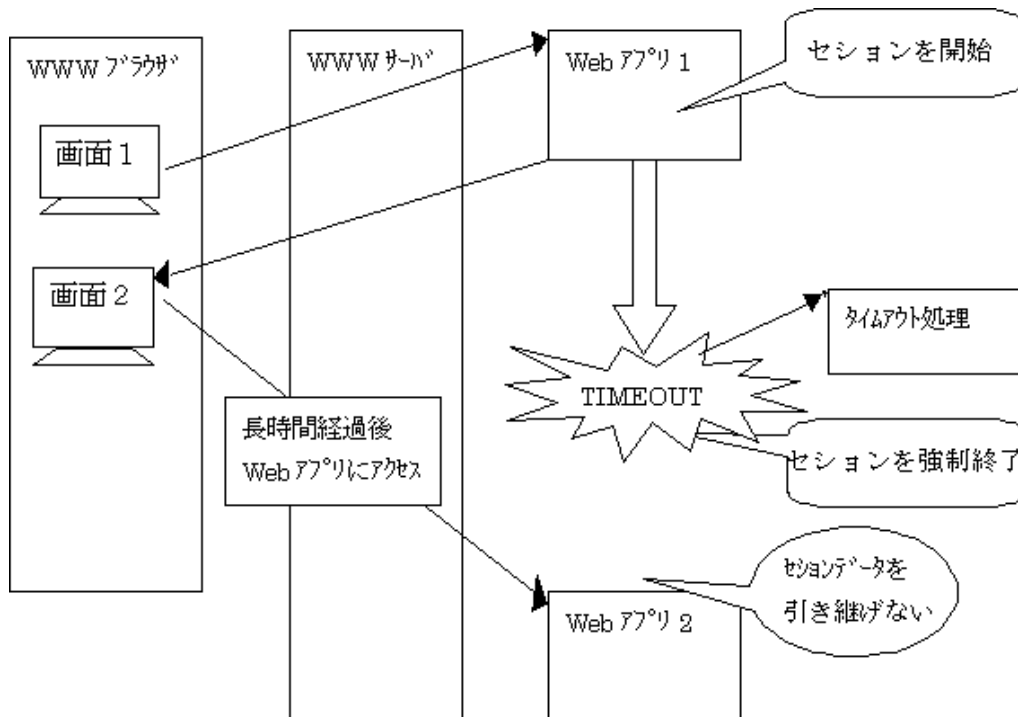 WWW ﾌﾞﾗｳｻﾞ
WWW ｻｰﾊﾞ
Web ｱﾌﾟﾘ 1
セションを開始
画面１
画面２
ﾀｲﾑｱｳﾄ処理
TIMEOUT
長時間経過後
Web ｱﾌﾟﾘにｱｸｾｽ
セションを強制終了
ｾｼｮﾝﾃﾞｰﾀを
引き継げない
Web ｱﾌﾟﾘ 2